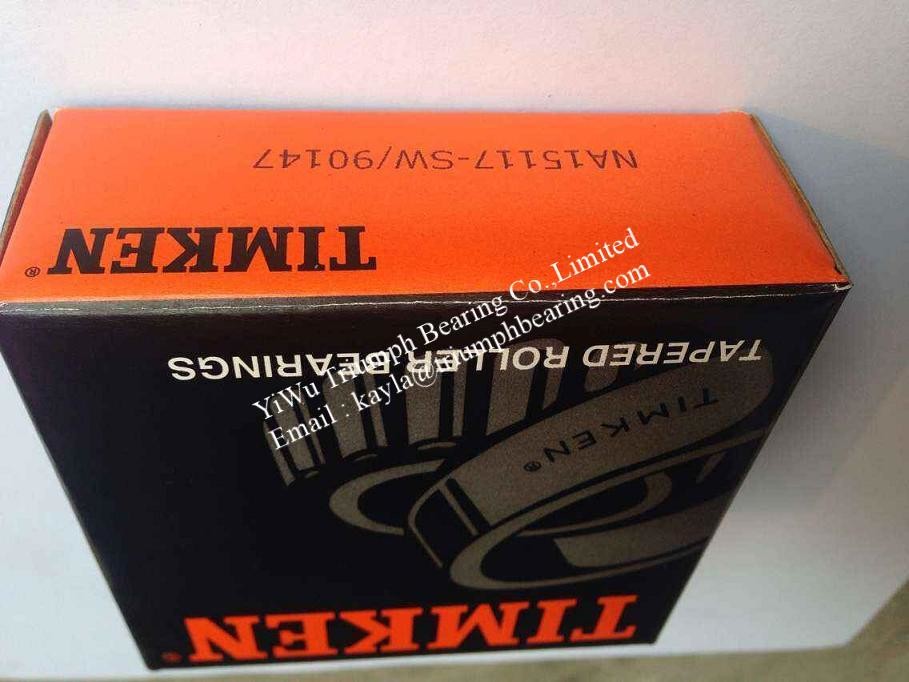 NA15117-SW/90147
TIMKEN®
YiWu Triumph Bearing Co.,Limited
Email : kayla@triumphbearing.com
TAPERED ROLLER BEARINGS
TIMKEN®
TIMKEN®